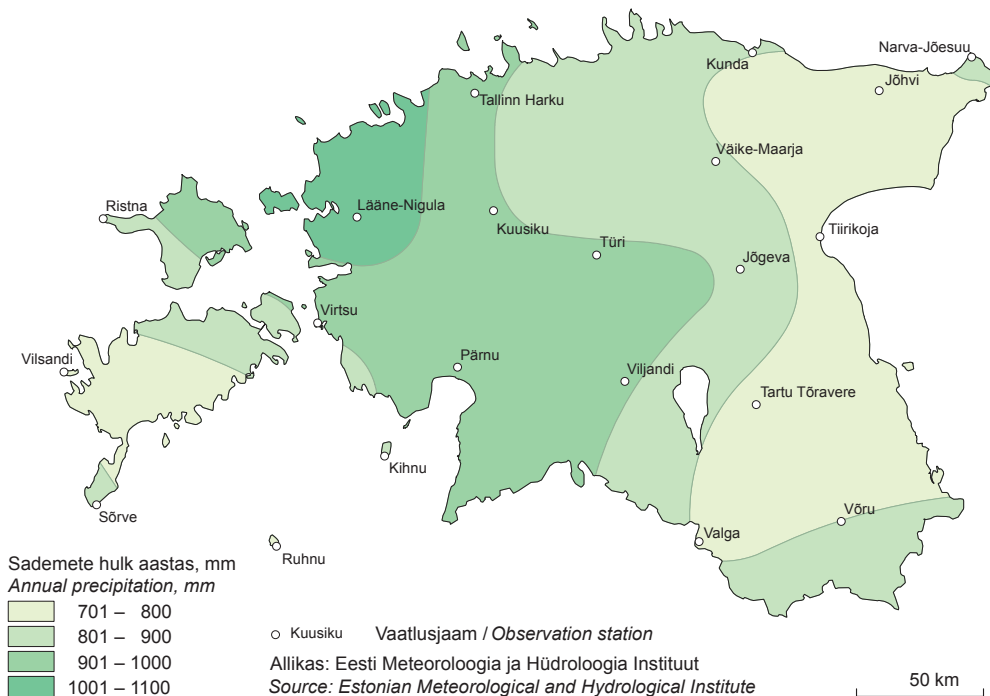 Narva-Jõesuu
Kunda
Jõhvi
Tallinn Harku
Väike-Maarja
Ristna
Lääne-Nigula
Kuusiku
Tiirikoja
Türi
Jõgeva
Virtsu
Vilsandi
Pärnu
Viljandi
Tartu Tõravere
Kihnu
Sõrve
Võru
Valga
Ruhnu
Sademete hulk aastas, mm
Annual precipitation, mm
701 – 800
801 – 900
901 – 1000
1001 – 1100
Kuusiku Vaatlusjaam / Observation station
Allikas: Eesti Meteoroloogia ja Hüdroloogia Instituut
Source: Estonian Meteorological and Hydrological Institute
50 km